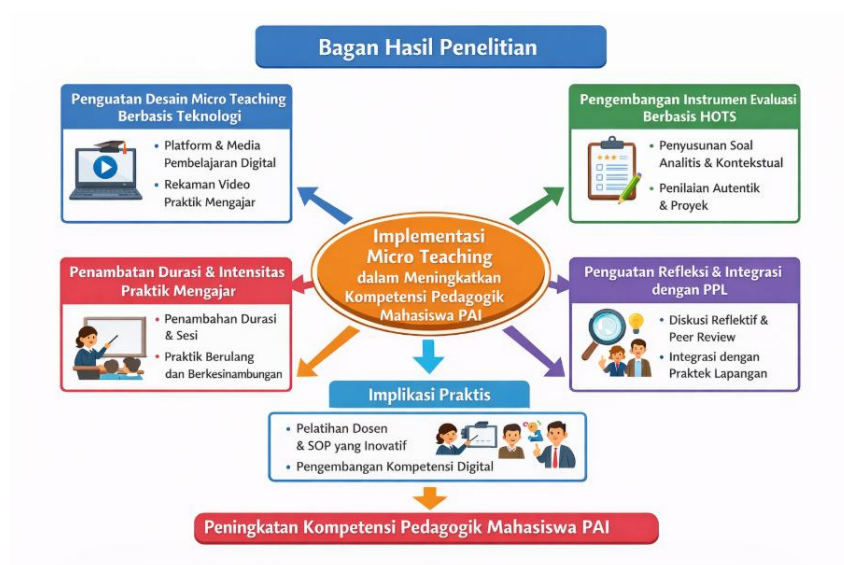 Bagan Hasil Penelitian
Penguatan Desain Micro Teaching
Berbasis Teknologi
• Platform & Media
Pembelajaran Digital
• Rekaman Video
Praktik Mengajar
Pengembangan Instrumen Evaluasi
Berbasis HOTS
• Penyusunan Soal
Analitis & Kontekstual
• Penilaian Autentik
& Proyek
Implementasi
Micro Teaching
dalam Meningkatkan
Kompetensi Pedagogik
Mahasiswa PAI
Penambatan Durasi & Intensitas
Praktik Mengajar
• Penambahan Durasi
& Sesi
• Praktik Berulang
dan Berkesinambungan
Penguatan Refleksi & Integrasi
dengan PPL
• Diskusi Reflektif &
Peer Review
• Integrasi dengan
Praktek Lapangan
Implikasi Praktis
• Pelatihan Dosen
& SOP yang Inovatif
• Pengembangan Kompetensi Digital
Peningkatan Kompetensi Pedagogik Mahasiswa PAI